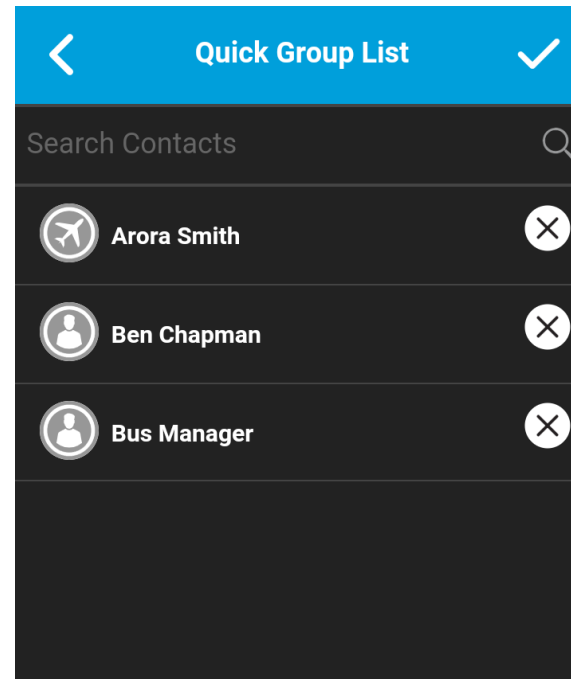 Quick Group List
Search Contacts
Arora Smith
Ben Chapman
Bus Manager